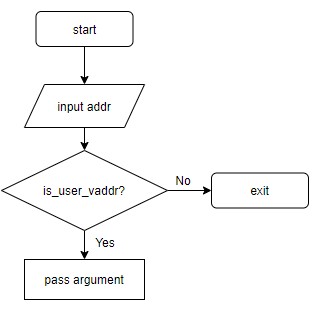 start
input addr
is_user_vaddr?
No
exit
Yes
pass argument